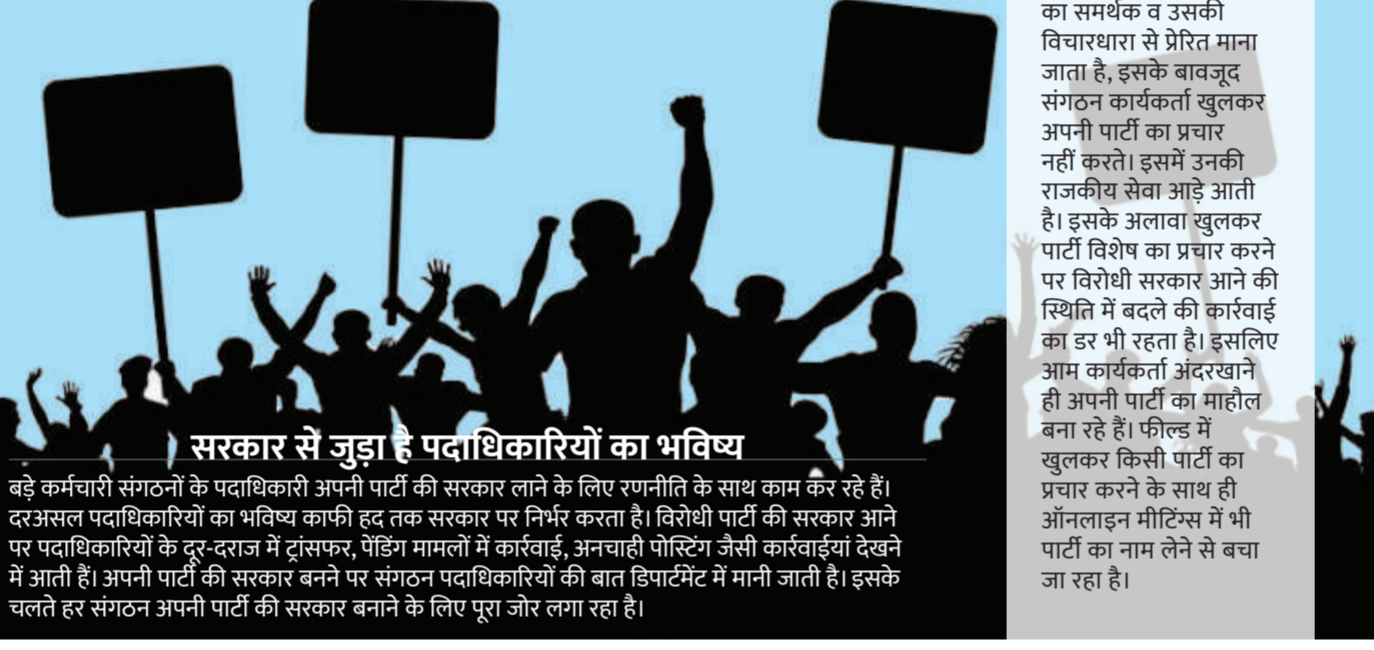 सरकार से जुड़ा है पदाधिकारियों का भविष्य
बड़े कर्मचारी संगठनों के पदाधिकारी अपनी पार्टी की सरकार लाने के लिए रणनीति के साथ काम कर रहे हैं।
दरअसल पदाधिकारियों का भविष्य काफी हद तक सरकार पर निर्भर करता है। विरोधी पार्टी की सरकार आने
पर पदाधिकारियों के दूर-दराज में ट्रांसफर, पेंडिंग मामलों में कार्रवाई, अनचाही पोस्टिंग जैसी कार्रवाईयां देखने
में आती हैं। अपनी पार्टी की सरकार बनने पर संगठन पदाधिकारियों की बात डिपार्टमेंट में मानी जाती है। इसके
चलते हर संगठन अपनी पार्टी की सरकार बनाने के लिए पूरा जोर लगा रहा है।
का समर्थक व उसकी
विचारधारा से प्रेरित माना
जाता है, इसके बावजूद
संगठन कार्यकर्ता खुलकर
अपनी पार्टी का प्रचार
नहीं करते। इसमें उनकी
राजकीय सेवा आड़े आती
है। इसके अलावा खुलकर
पार्टी विशेष का प्रचार करने
पर विरोधी सरकार आने की
स्थिति में बदले की कार्रवाई
का डर भी रहता है। इसलिए
आम कार्यकर्ता अंदरखाने
ही अपनी पार्टी का माहौल
बना रहे हैं। फील्ड में
खुलकर किसी पार्टी का
प्रचार करने के साथ ही
ऑनलाइन मीटिंग्स में भी
पार्टी का नाम लेने से बचा
जा रहा है।